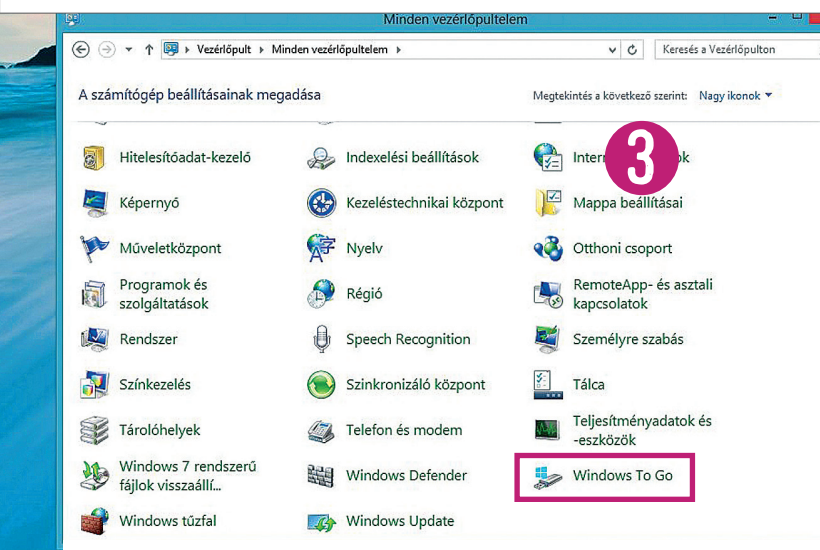 Minden vezérlőpultelem
Vezérlőpult Minden vezérlőpultelem
Keresés a Vezérlőpulton
A számítógép beállításainak megadása
Megtekintés a következő szerint: Nagy ikonok
3
Hitelesítőadat-kezelő
Indexelési beállítások
Képernyő
Kezeléstechnikai központ
Mappa beállításai
Műveletközpont
Nyelv
Otthoni csoport
Programok és
szolgáltatások
Régió
RemoteApp- és asztali
kapcsolatok
Rendszer
Speech Recognition
Személyre szabás
Színkezelés
Szinkronizáló központ
Tálca
Tárolóhelyek
Telefon és modem
Teljesítményadatok és
-eszközök
Windows 7 rendszerű
fájlok visszaállí...
Windows Defender
Windows To Go
Windows tűzfal
Windows Update